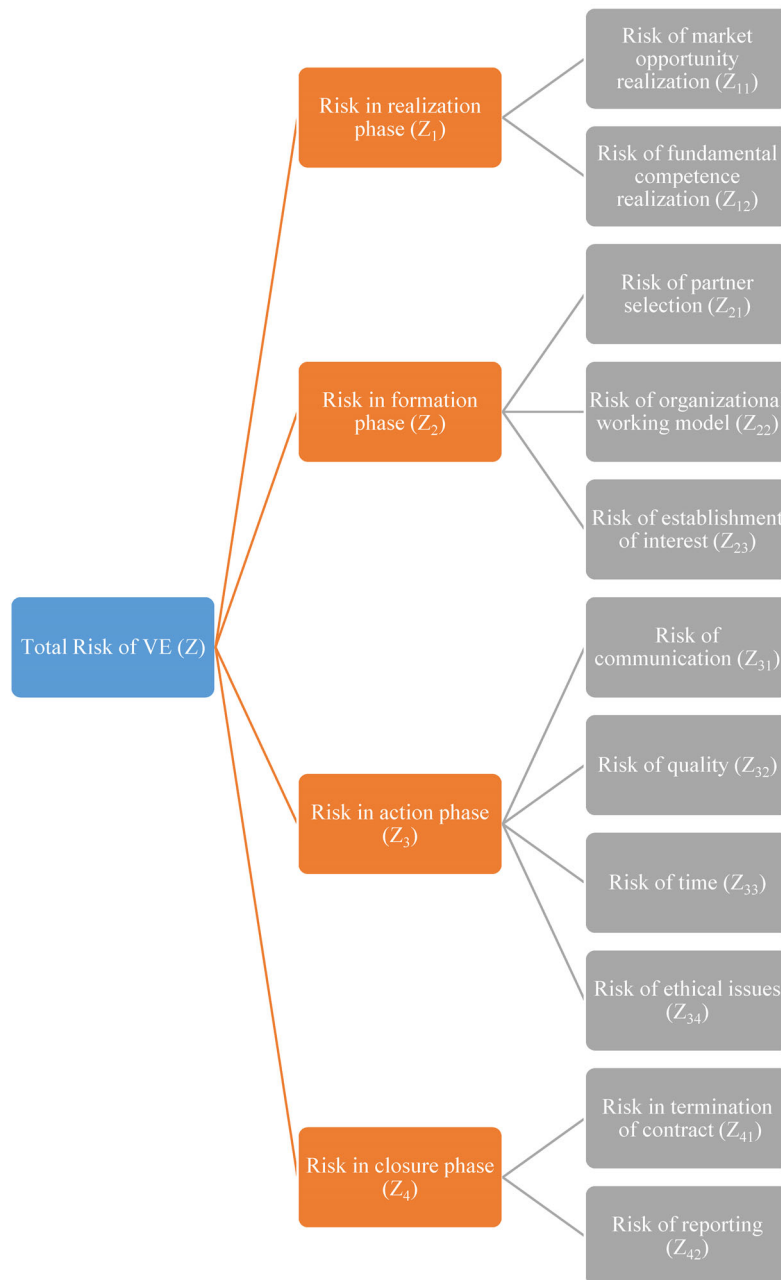 Risk of market
opportunity
realization (Z₁₁)
Risk in realization
phase (Z₁)
Risk of fundamental
competence
realization (Z₁₂)
Risk of partner
selection (Z₂₁)
Risk in formation
phase (Z₂)
Risk of organizational
working model (Z₂₂)
Risk of establishment
of interest (Z₂₃)
Total Risk of VE (Z)
Risk of
communication (Z₃₁)
Risk of quality (Z₃₂)
Risk in action phase
(Z₃)
Risk of time (Z₃₃)
Risk of ethical issues
(Z₃₄)
Risk in termination
of contract (Z₄₁)
Risk in closure phase
(Z₄)
Risk of reporting
(Z₄₂)